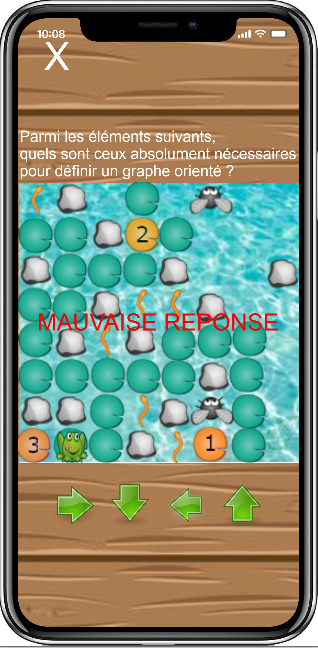 10:08
X
Parmi les éléments suivants,
quels sont ceux absolument nécessaires
pour définir un graphe orienté ?
2
MAUVAISE REPONSE
3
1